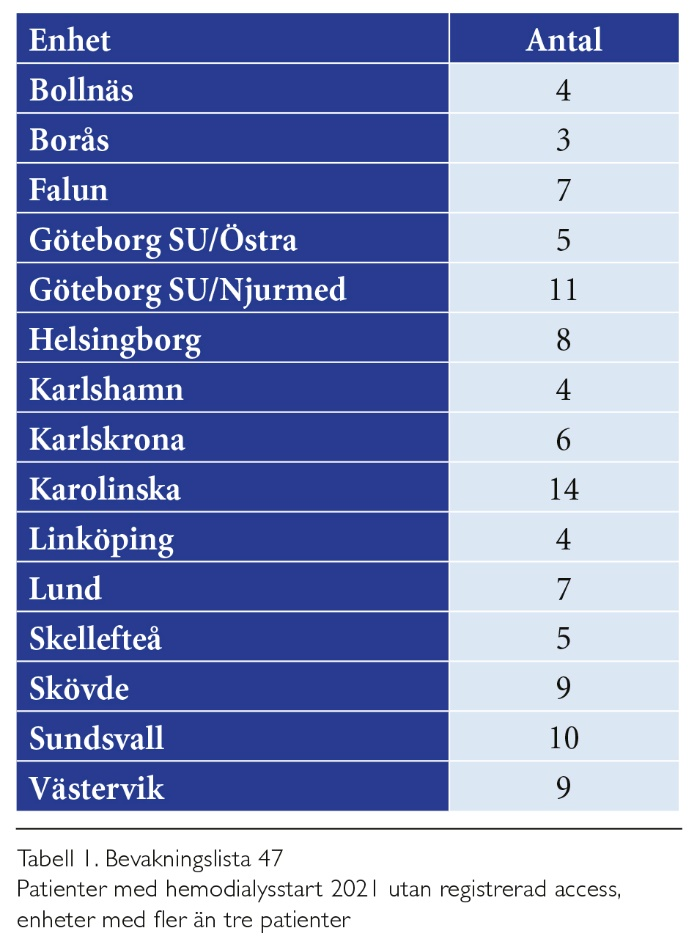 Enhet Antal
Bollnäs 4
Borås 3
Falun 7
Göteborg SU/Östra 5
Göteborg SU/Njurmed 11
Helsingborg 8
Karlshamn 4
Karlskrona 6
Karolinska 14
Linköping 4
Lund 7
Skellefteå 5
Skövde 9
Sundsvall 10
Västervik 9
Tabell 1. Bevakningslista 47
Patienter med hemodialysstart 2021 utan registrerad access,
enheter med fler än tre patienter